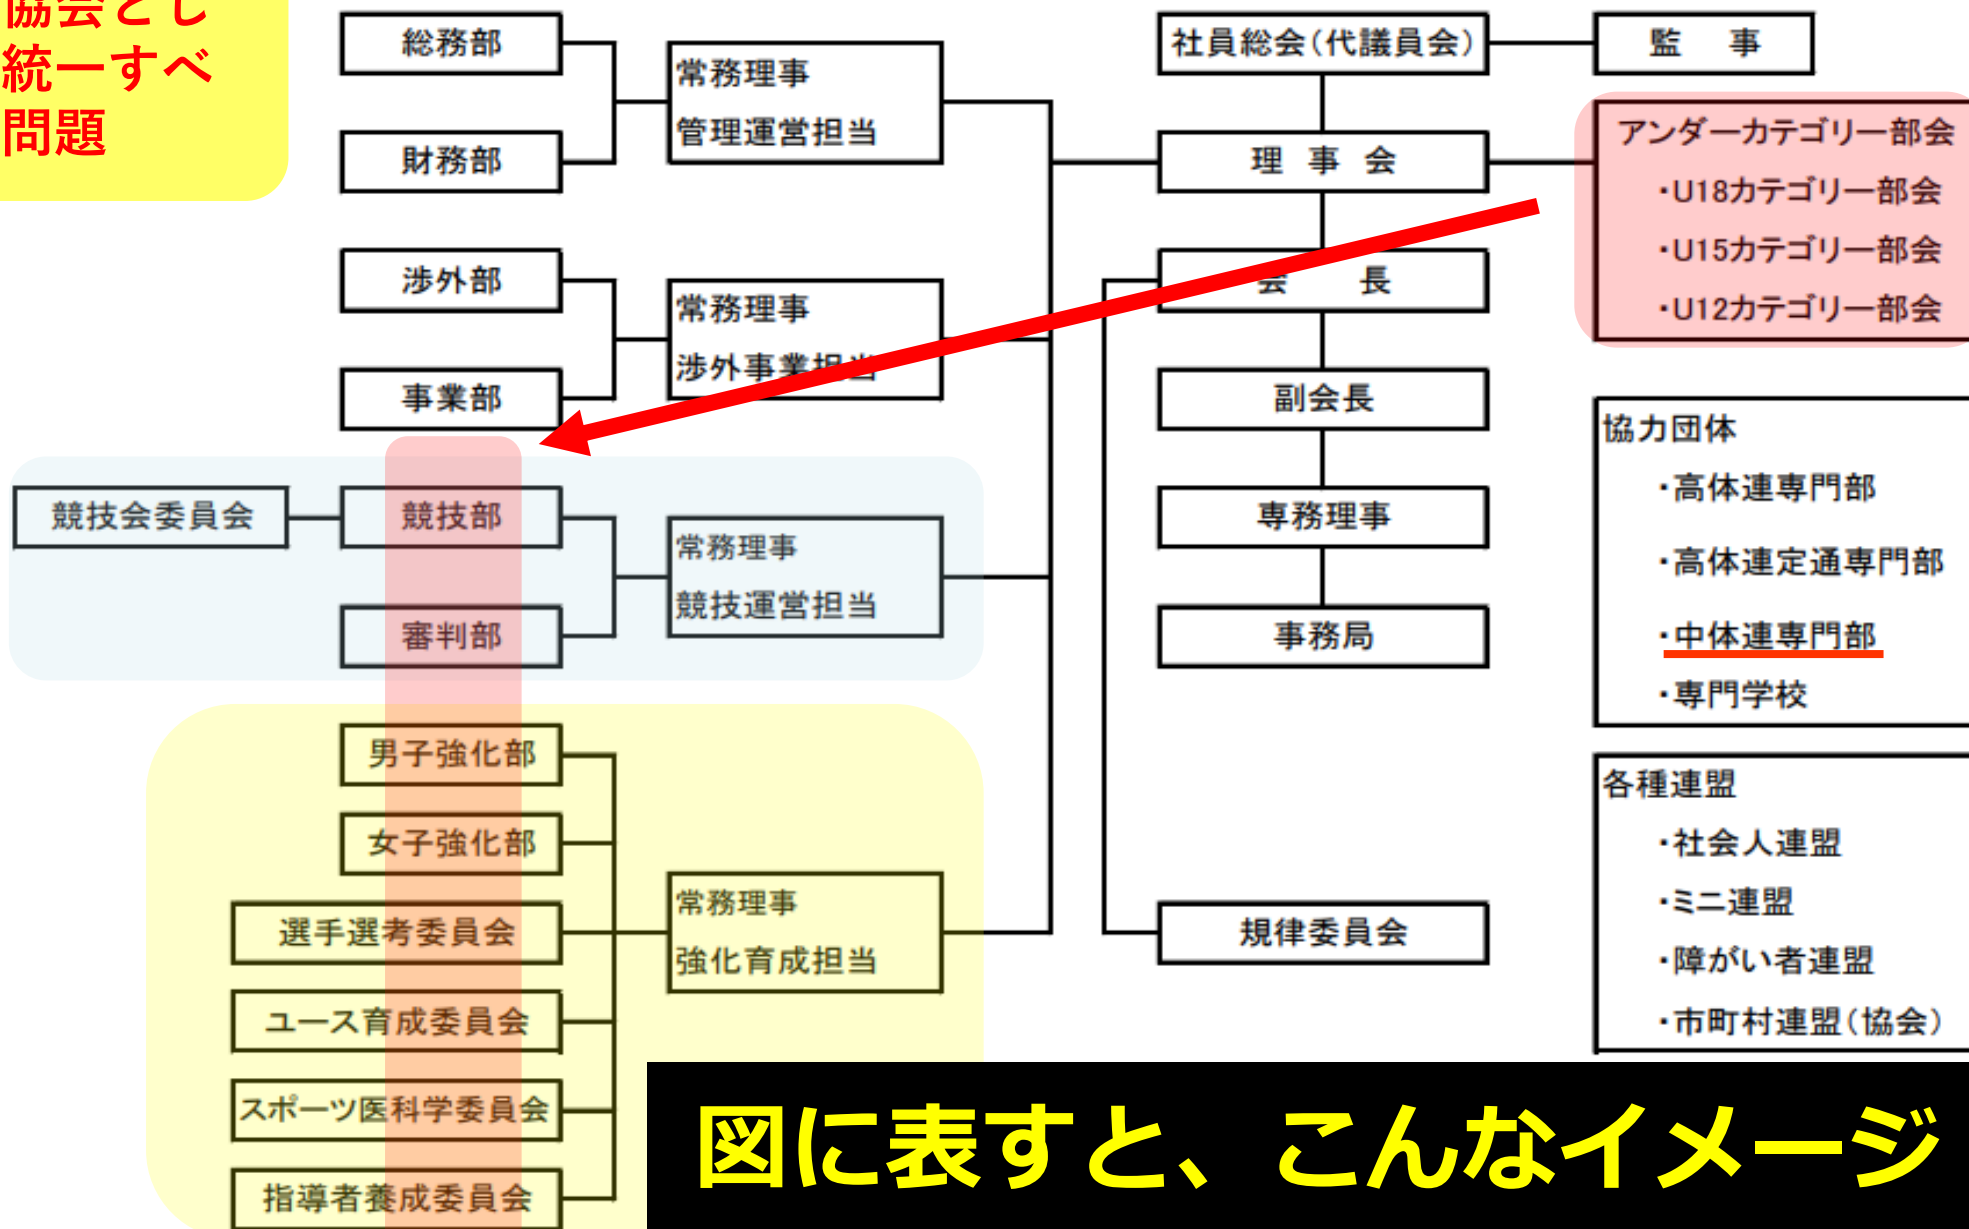 協会とし
統一すべ
問題
総務部
財務部
常務理事
管理運営担当
渉外部
事業部
常務理事
渉外事業担当
競技会委員会
競技部
審判部
常務理事
競技運営担当
男子強化部
女子強化部
選手選考委員会
ユース育成委員会
スポーツ医科学委員会
指導者養成委員会
常務理事
強化育成担当
社員総会(代議員会)
監 事
理 事 会
会 長
副会長
専務理事
事務局
規律委員会
アンダーカテゴリー部会
・U18カテゴリー部会
・U15カテゴリー部会
・U12カテゴリー部会
協力団体
・高体連専門部
・高体連定通専門部
・中体連専門部
・専門学校
各種連盟
・社会人連盟
・ミニ連盟
・障がい者連盟
・市町村連盟(協会)
図に表すと、こんなイメージ